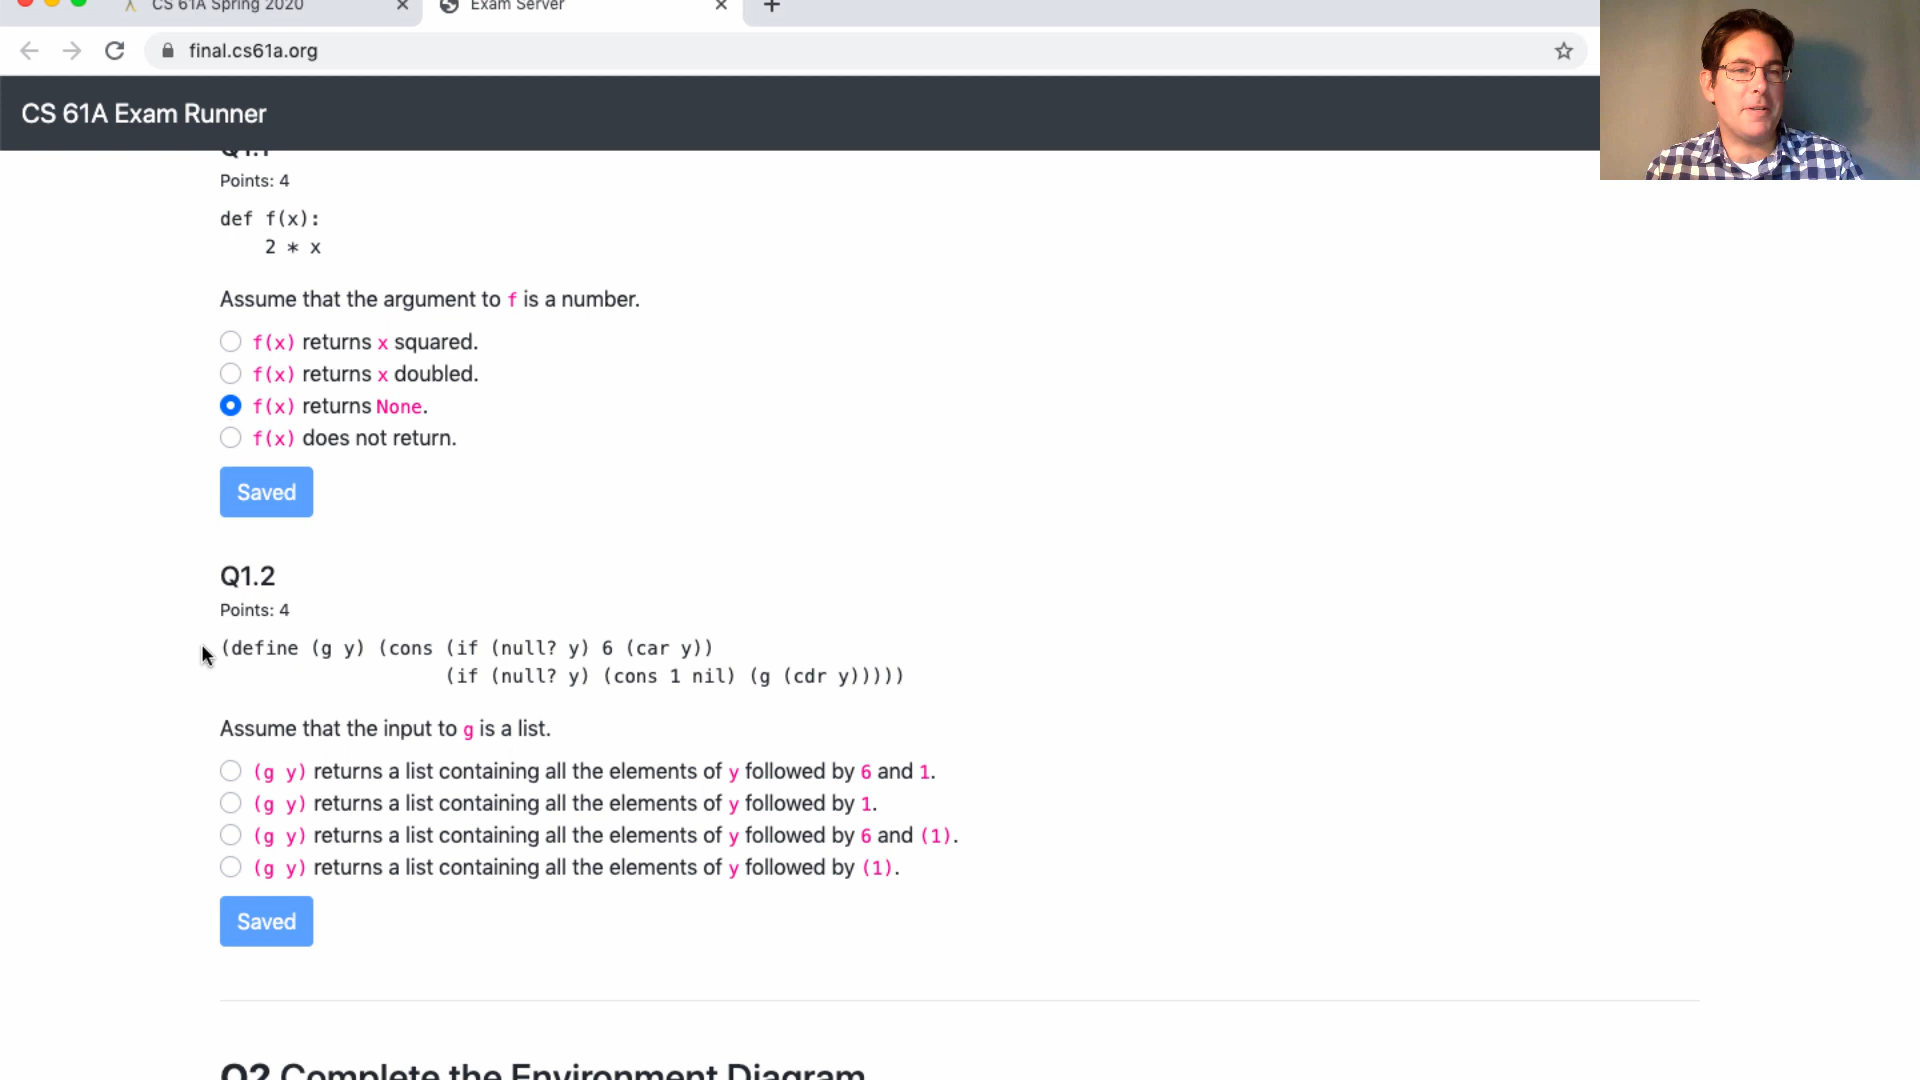 CS 61A Spring 2020
Exam Server
final.cs61a.org
CS 61A Exam Runner
Q1.1
Points: 4
def f(x):
    2 * x
Assume that the argument to f is a number.
f(x) returns x squared.
f(x) returns x doubled.
f(x) returns None.
f(x) does not return.
Saved
Q1.2
Points: 4
(define (g y) (cons (if (null? y) 6 (car y))
                    (if (null? y) (cons 1 nil) (g (cdr y)))))
Assume that the input to g is a list.
(g y) returns a list containing all the elements of y followed by 6 and 1.
(g y) returns a list containing all the elements of y followed by 1.
(g y) returns a list containing all the elements of y followed by 6 and (1).
(g y) returns a list containing all the elements of y followed by (1).
Saved
Q2 Complete the Environment Diagram